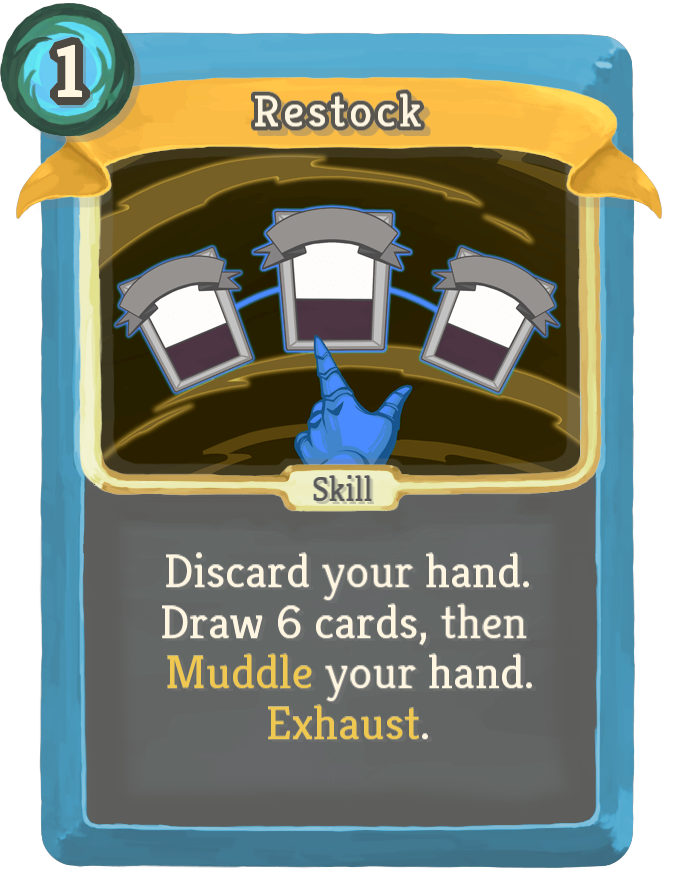 1
Restock
Skill
Discard your hand.
Draw 6 cards, then
Muddle your hand.
Exhaust.